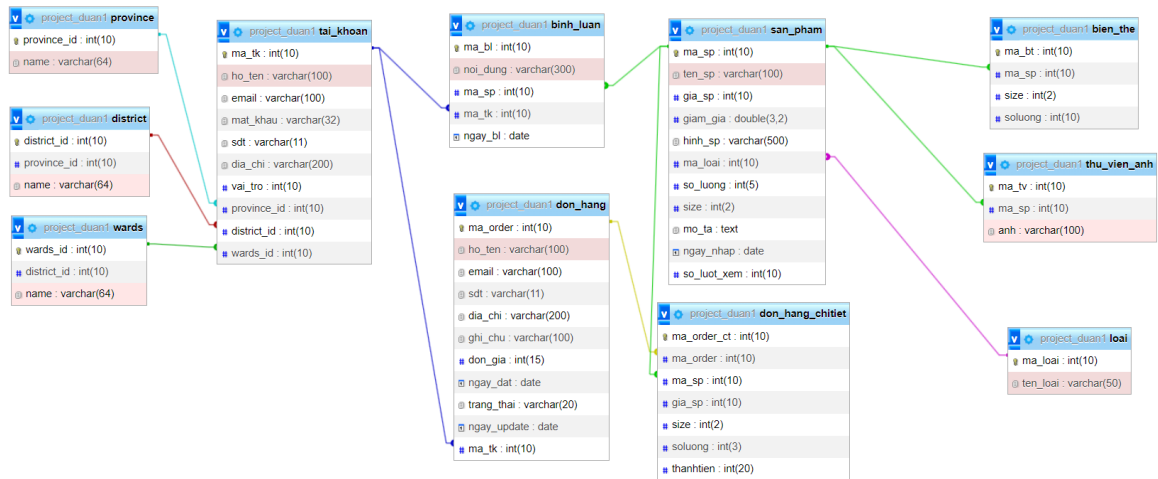 project_duan1 province
province_id : int(10)
name : varchar(64)
project_duan1 district
district_id : int(10)
province_id : int(10)
name : varchar(64)
project_duan1 wards
wards_id : int(10)
district_id : int(10)
name : varchar(64)
project_duan1 tai_khoan
ma_tk : int(10)
ho_ten : varchar(100)
email : varchar(100)
mat_khau : varchar(32)
sdt : varchar(11)
dia_chi : varchar(200)
vai_tro : int(10)
province_id : int(10)
district_id : int(10)
wards_id : int(10)
project_duan1 binh_luan
ma_bl : int(10)
noi_dung : varchar(300)
ma_sp : int(10)
ma_tk : int(10)
ngay_bl : date
project_duan1 don_hang
ma_order : int(10)
ho_ten : varchar(100)
email : varchar(100)
sdt : varchar(11)
dia_chi : varchar(200)
ghi_chu : varchar(100)
don_gia : int(15)
ngay_dat : date
trang_thai : varchar(20)
ngay_update : date
ma_tk : int(10)
project_duan1 san_pham
ma_sp : int(10)
ten_sp : varchar(100)
gia_sp : int(10)
giam_gia : double(3,2)
hinh_sp : varchar(500)
ma_loai : int(10)
so_luong : int(5)
size : int(2)
mo_ta : text
ngay_nhap : date
so_luot_xem : int(10)
project_duan1 don_hang_chitiet
ma_order_ct : int(10)
ma_order : int(10)
ma_sp : int(10)
gia_sp : int(10)
size : int(2)
soluong : int(3)
thanhtien : int(20)
project_duan1 bien_the
ma_bt : int(10)
ma_sp : int(10)
size : int(2)
soluong : int(10)
project_duan1 thu_vien_anh
ma_tv : int(10)
ma_sp : int(10)
anh : varchar(100)
project_duan1 loai
ma_loai : int(10)
ten_loai : varchar(50)